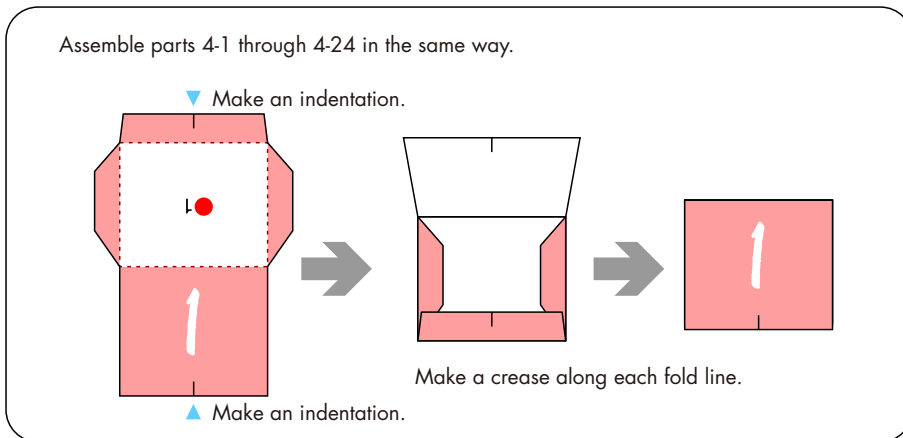 Assemble parts 4-1 through 4-24 in the same way.
Make an indentation.
1
1
1
Make a crease along each fold line.
Make an indentation.